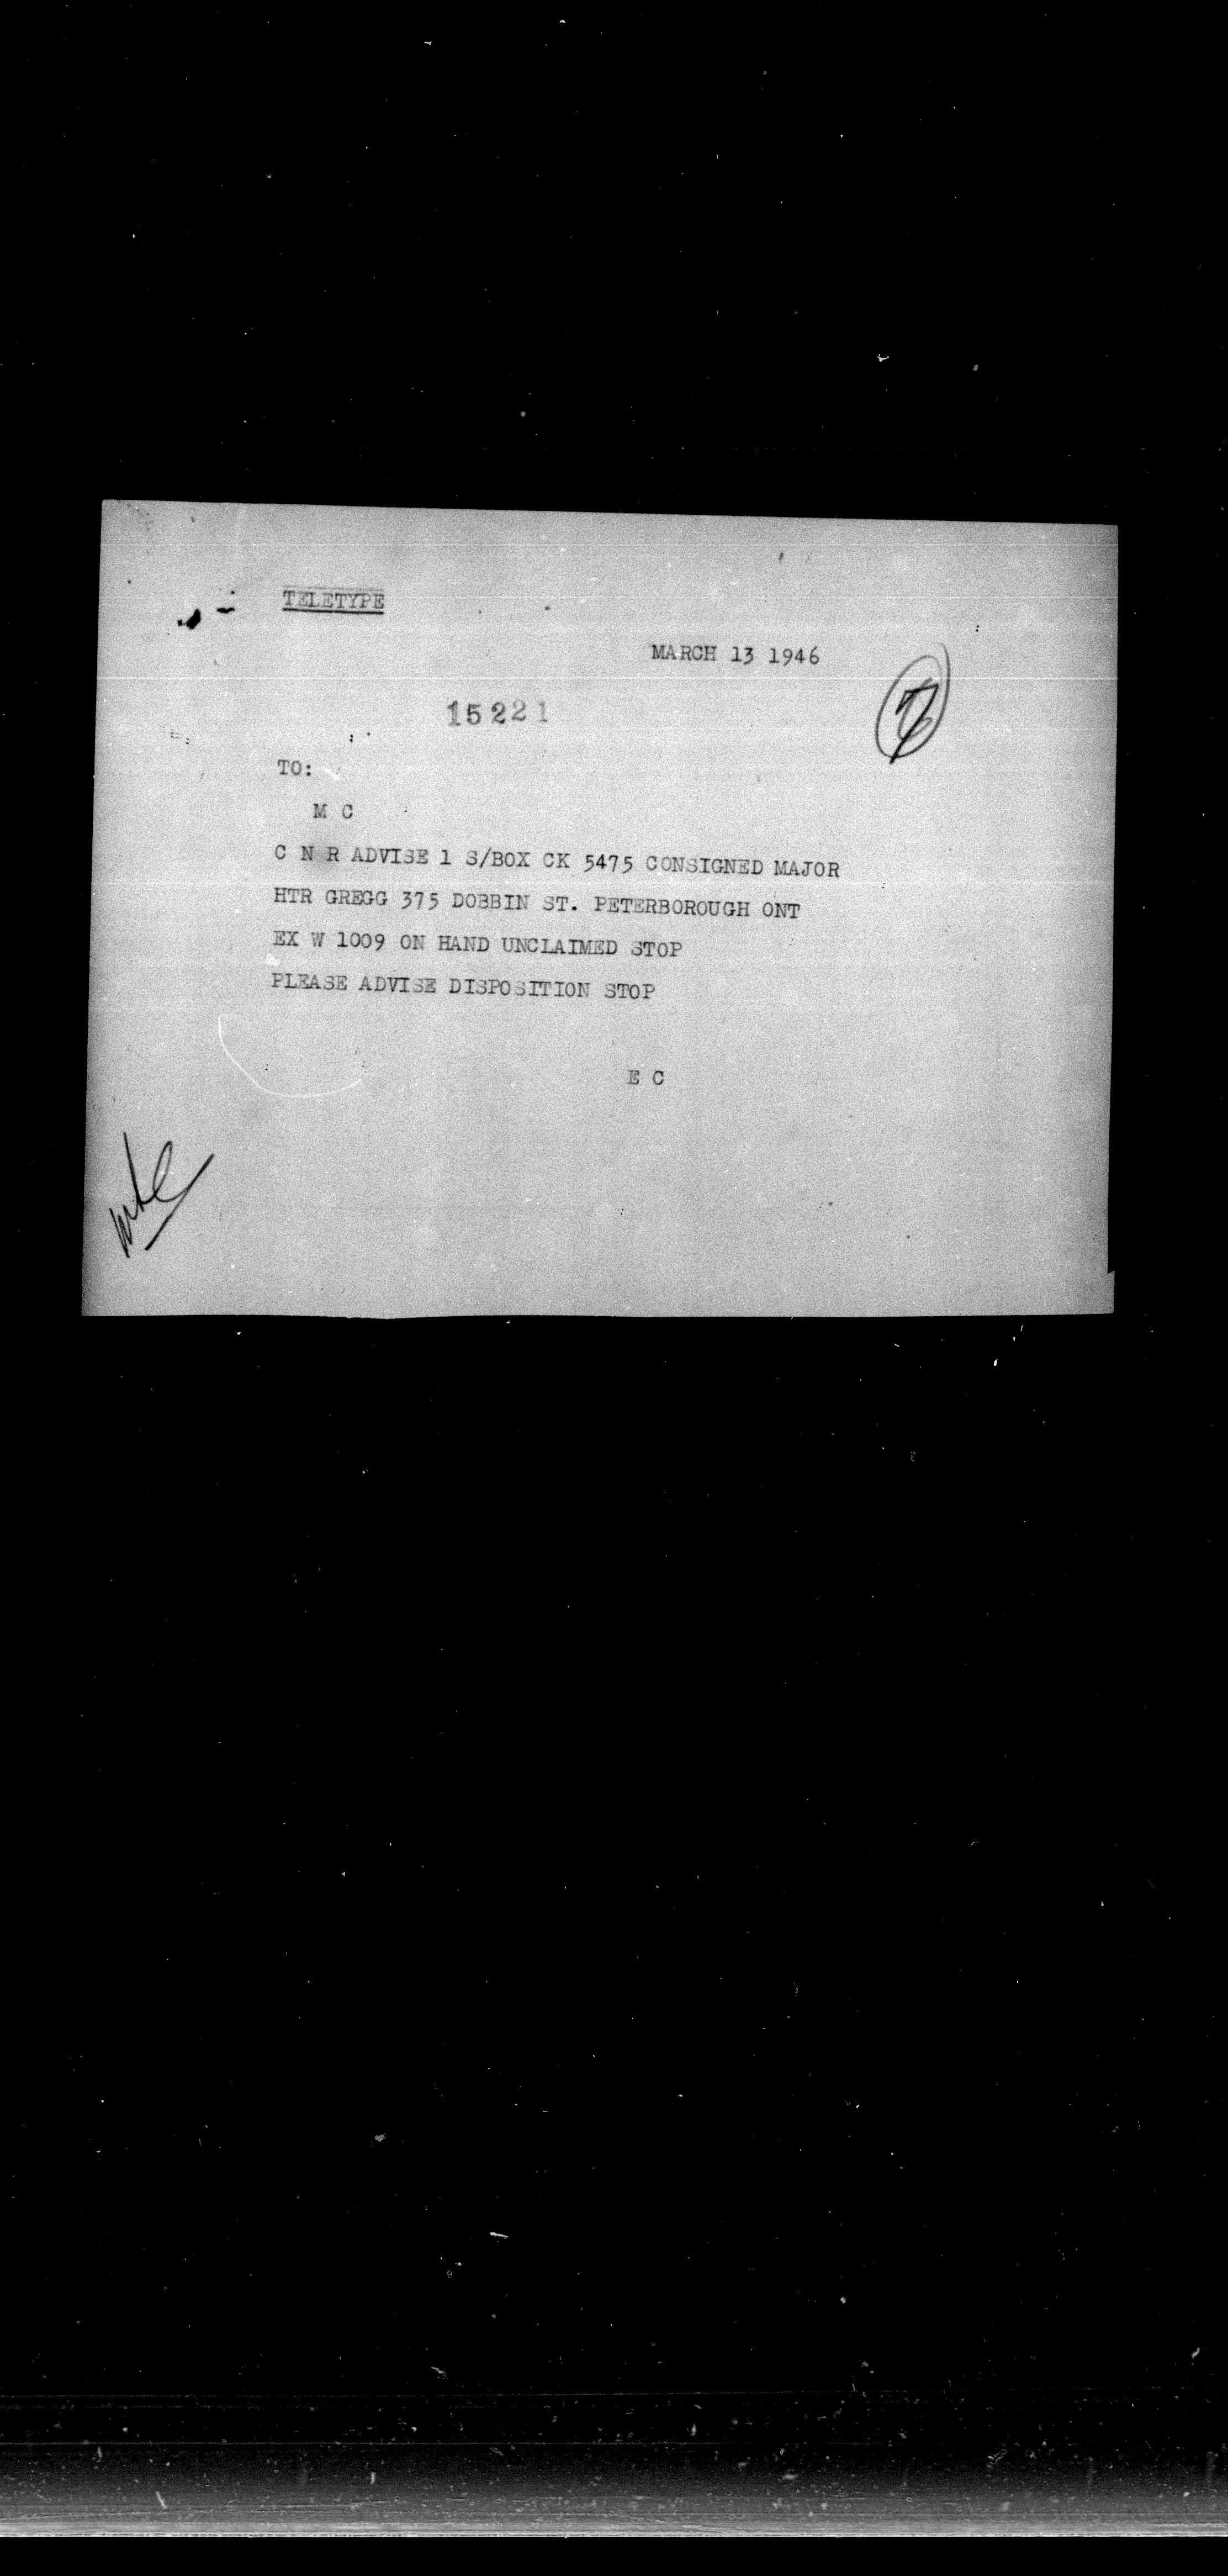 TELETYPE
MARCH 13 1946
15221
TO:
M C
C N R ADVISE 1 S/BOX CK 5475 CONSIGNED MAJOR
HTR GREGG 375 DOBBIN ST. PETERBOROUGH ONT
EX W 1009 ON HAND UNCLAIMED STOP
PLEASE ADVISE DISPOSITION STOP
E C